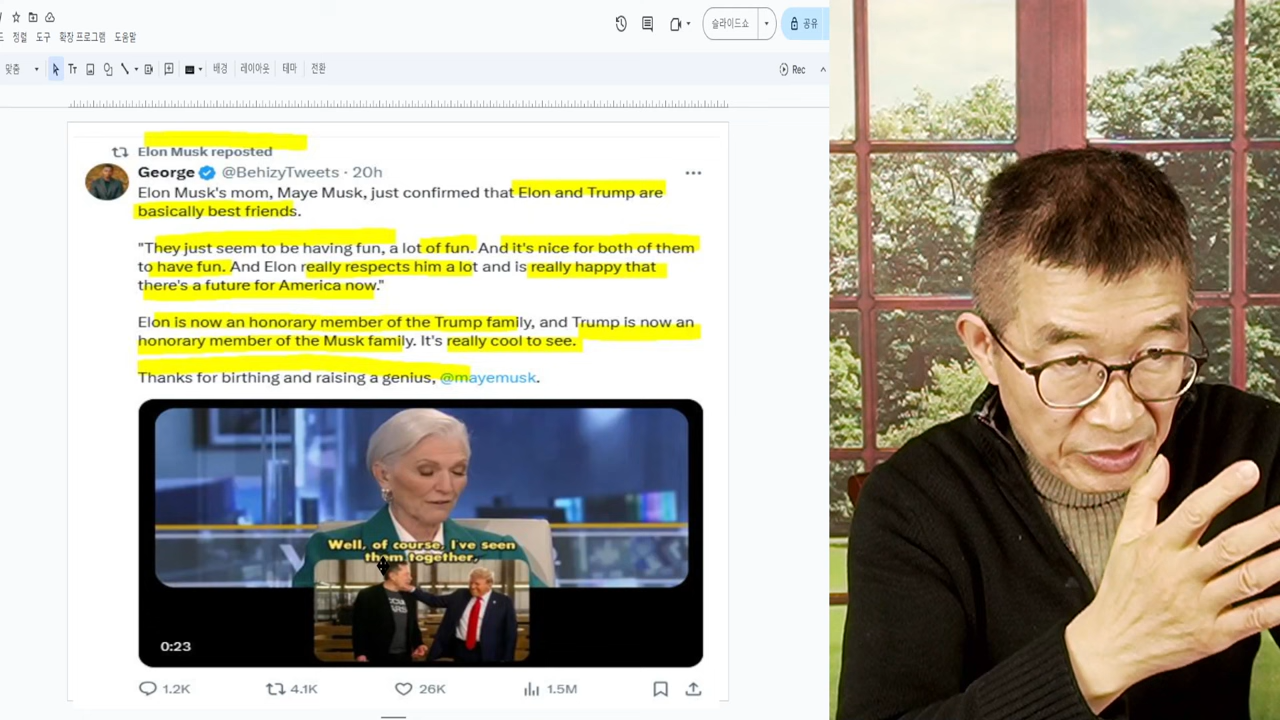 정렬 도구 확장 프로그램 도움말
슬라이드쇼 공유
맞춤 Tт 배경 레이아웃 테마 전환 Rec
Elon Musk reposted
George @BehizyTweets · 20h
Elon Musk's mom, Maye Musk, just confirmed that Elon and Trump are
basically best friends.
"They just seem to be having fun, a lot of fun. And it's nice for both of them
to have fun. And Elon really respects him a lot and is really happy that
there's a future for America now."
Elon is now an honorary member of the Trump family, and Trump is now an
honorary member of the Musk family. It's really cool to see.
Thanks for birthing and raising a genius, @mayemusk.
Well, of course, I've seen
them together,
0:23
1.2K 4.1K 26K 1.5M